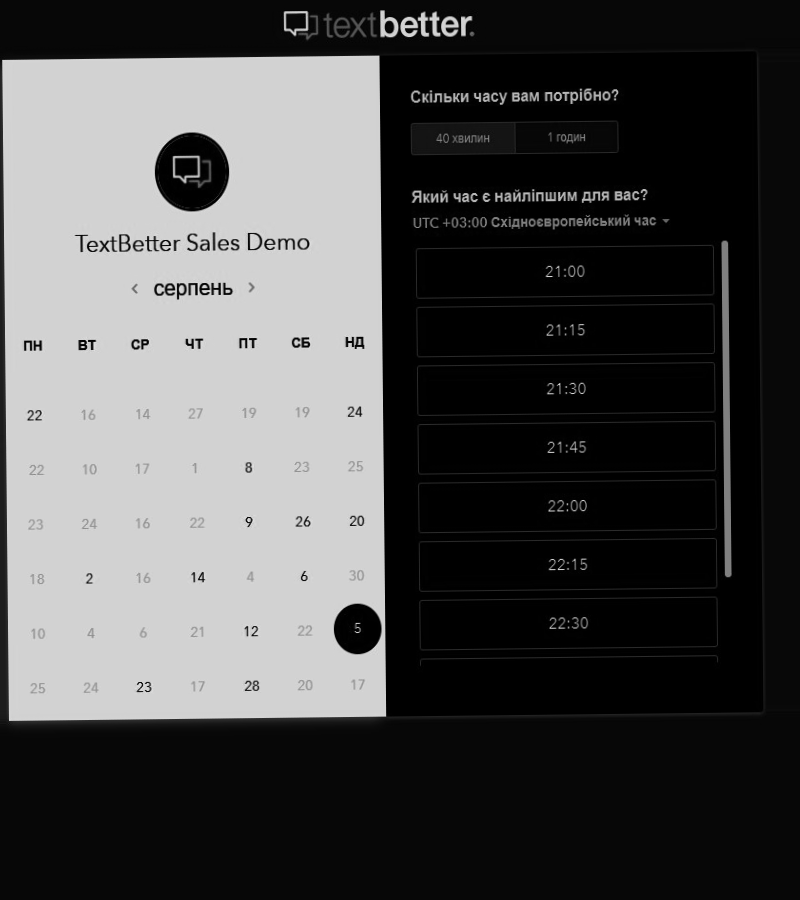 textbetter.
TextBetter Sales Demo
серпень
ПН ВТ СР ЧТ ПТ СБ НД
22 16 14 27 19 19 24
22 10 17 1 8 23 25
23 24 16 22 9 26 20
18 2 16 14 4 6 30
10 4 6 21 12 22 5
25 24 23 17 28 20 17
Скільки часу вам потрібно?
40 хвилин 1 годин
Який час є найліпшим для вас?
UTC +03:00 Східноєвропейський час
21:00
21:15
21:30
21:45
22:00
22:15
22:30